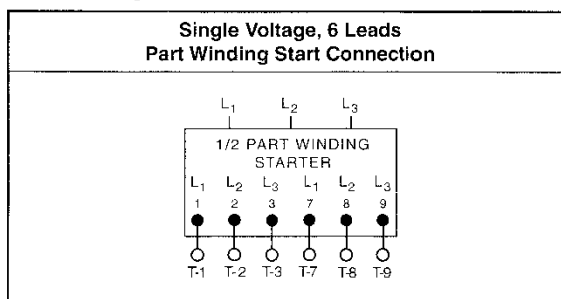 Single Voltage, 6 Leads
Part Winding Start Connection
L1 L2 L3
1/2 PART WINDING
STARTER
L1 L2 L3 L1 L2 L3
1 2 3 7 8 9
T-1 T-2 T-3 T-7 T-8 T-9